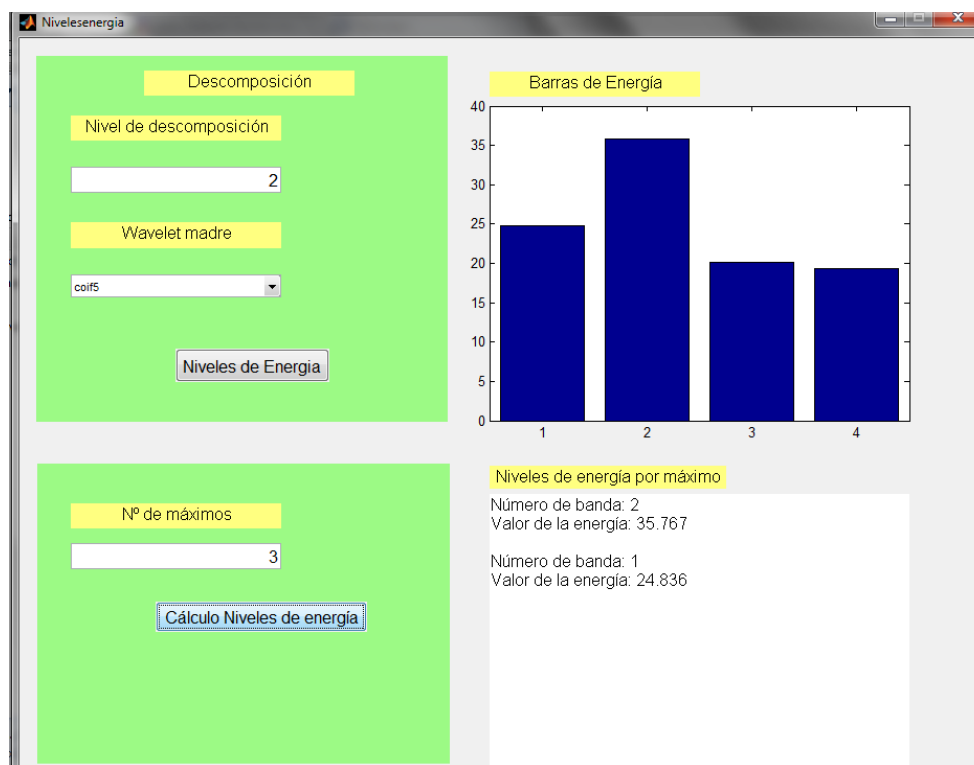 Nivelesenergia
Descomposición
Nivel de descomposición
2
Wavelet madre
coif5
Niveles de Energia
Barras de Energía
40
35
30
25
20
15
10
5
0
1 2 3 4
Nº de máximos
3
Cálculo Niveles de energía
Niveles de energía por máximo
Número de banda: 2
Valor de la energía: 35.767
Número de banda: 1
Valor de la energía: 24.836